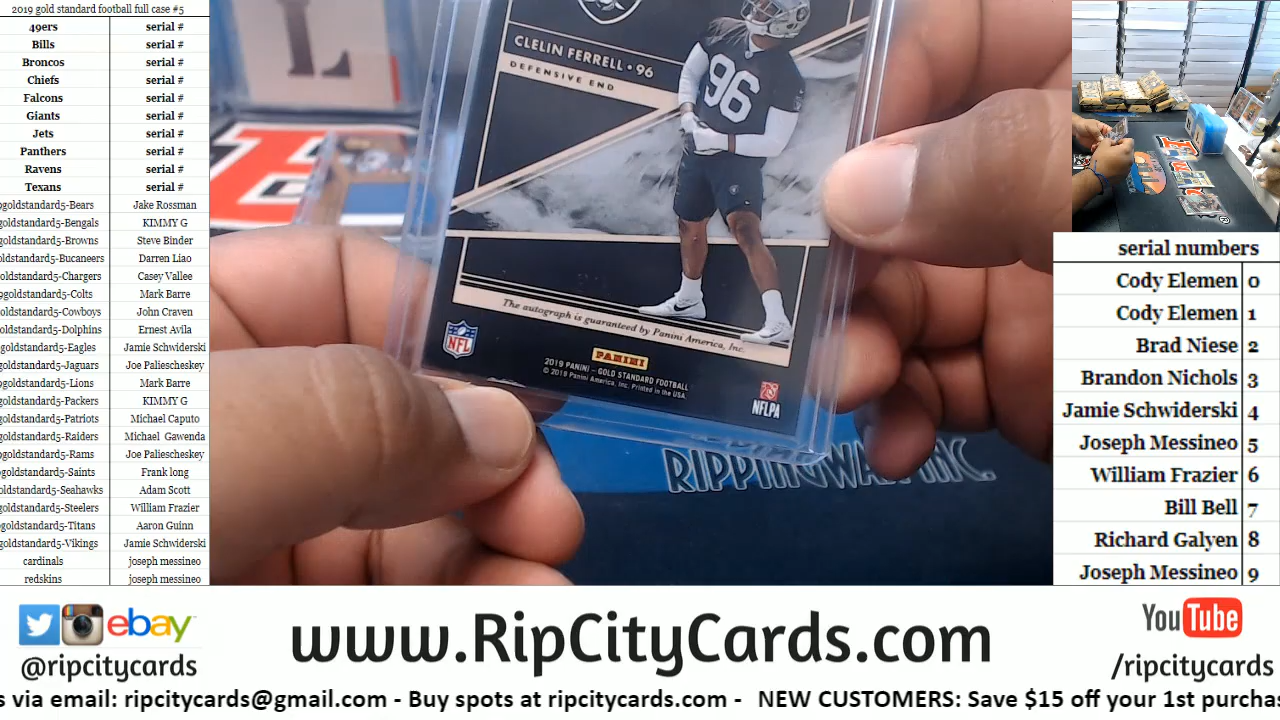 2019 gold standard football full case #5
49ers serial #
Bills serial #
Broncos serial #
Chiefs serial #
Falcons serial #
Giants serial #
Jets serial #
Panthers serial #
Ravens serial #
Texans serial #
goldstandard5-Bears Jake Rossman
goldstandard5-Bengals KIMMY G
goldstandard5-Browns Steve Binder
oldstandard5-Bucaneers Darren Liao
oldstandard5-Chargers Casey Vallee
9goldstandard5-Colts Mark Barre
oldstandard5-Cowboys John Craven
oldstandard5-Dolphins Ernest Avila
goldstandard5-Eagles Jamie Schwiderski
goldstandard5-Jaguars Joe Paliescheskey
goldstandard5-Lions Mark Barre
goldstandard5-Packers KIMMY G
goldstandard5-Patriots Michael Caputo
goldstandard5-Raiders Michael Gawenda
goldstandard5-Rams Joe Paliescheskey
goldstandard5-Saints Frank long
oldstandard5-Seahawks Adam Scott
oldstandard5-Steelers William Frazier
goldstandard5-Titans Aaron Guinn
goldstandard5-Vikings Jamie Schwiderski
cardinals joseph messineo
redskins joseph messineo
L
CLELIN FERRELL • 96
DEFENSIVE END
96
The autograph is guaranteed by Panini America, Inc.
NFL
PANINI
2019 PANINI – GOLD STANDARD FOOTBALL
© 2019 Panini America, Inc. Printed in the USA.
NFLPA
RIPPINGWAX INC.
serial numbers
Cody Elemen 0
Cody Elemen 1
Brad Niese 2
Brandon Nichols 3
Jamie Schwiderski 4
Joseph Messineo 5
William Frazier 6
Bill Bell 7
Richard Galyen 8
Joseph Messineo 9
ebay
@ripcitycards
www.RipCityCards.com
YouTube
/ripcitycards
s via email: ripcitycards@gmail.com - Buy spots at ripcitycards.com - NEW CUSTOMERS: Save $15 off your 1st purchas